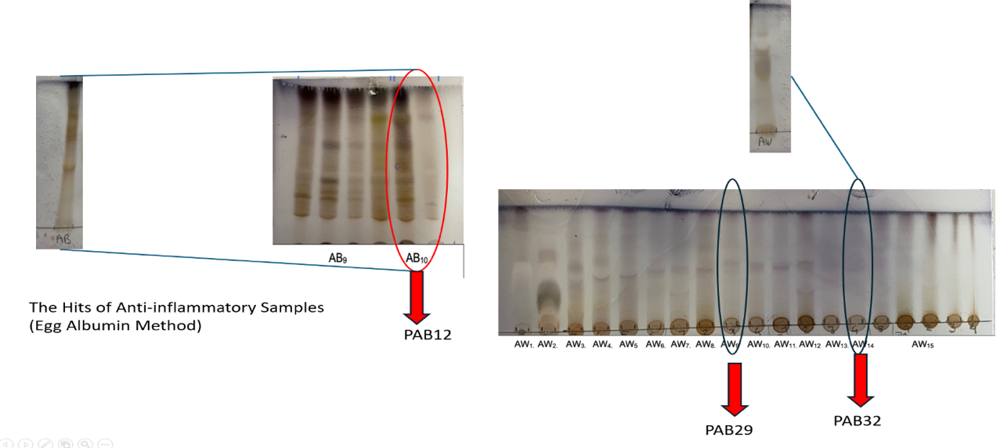 AB
AB₉
AB₁₀
The Hits of Anti-inflammatory Samples
(Egg Albumin Method)
PAB12
AW
AW₁. AW₂. AW₃. AW₄. AW₅ AW₆. AW₇. AW₈. AW₉ AW₁₀. AW₁₁. AW₁₂ AW₁₃. AW₁₄ AW₁₅
PAB29
PAB32